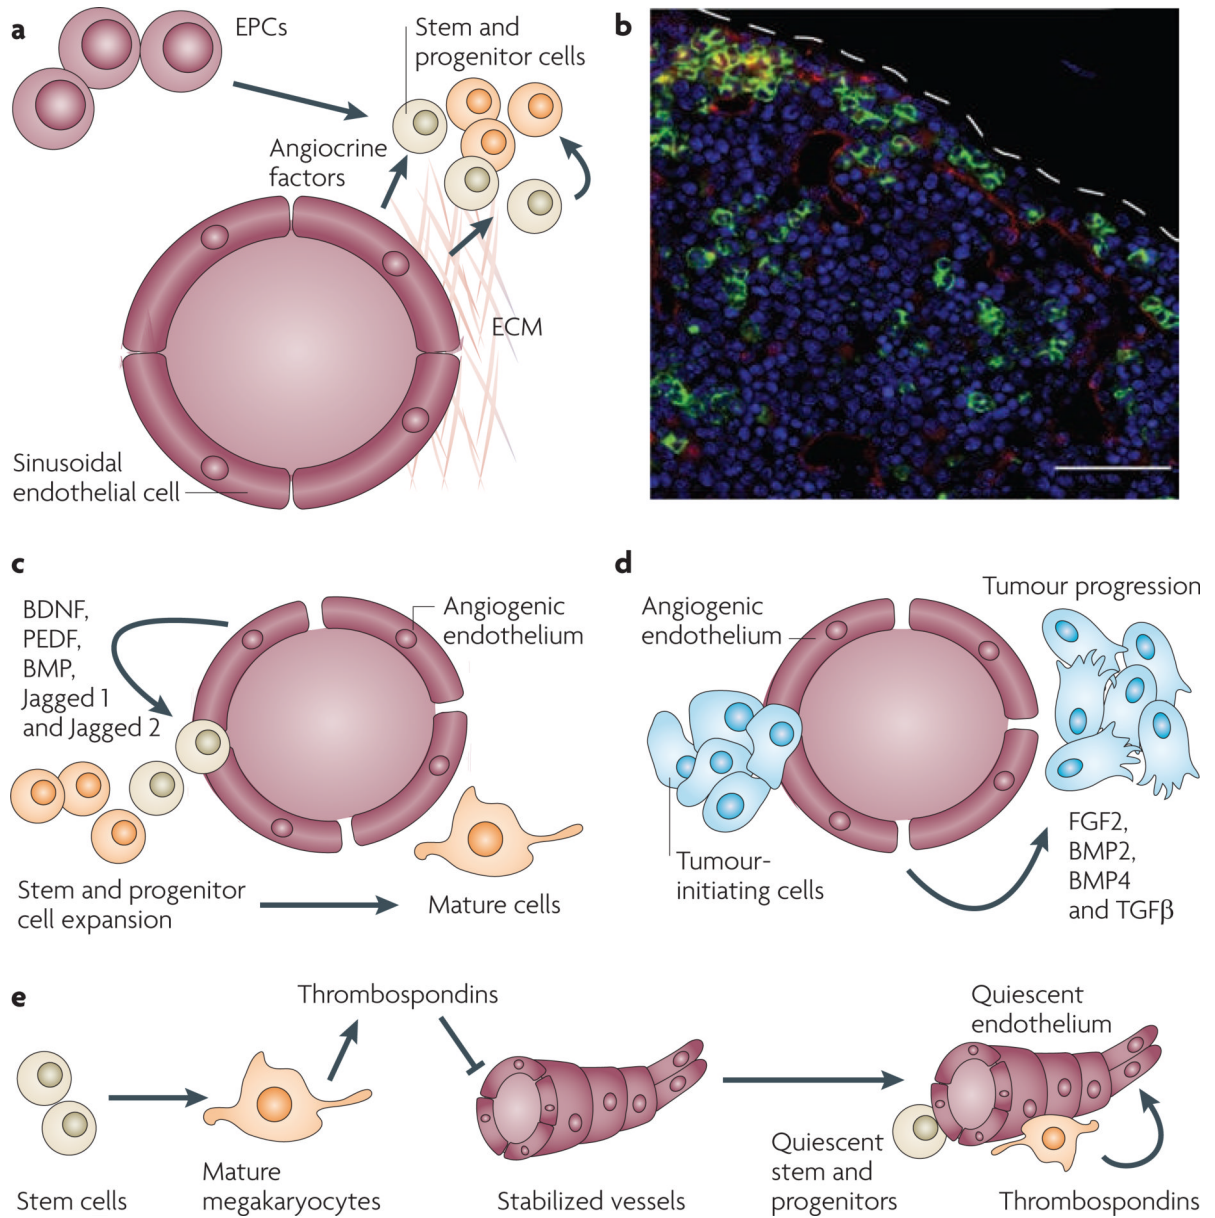 a
EPCs
Stem and
progenitor cells
Angiocrine
factors
ECM
Sinusoidal
endothelial cell
b
c
BDNF,
PEDF,
BMP,
Jagged 1
and Jagged 2
Angiogenic
endothelium
Stem and progenitor
cell expansion
Mature cells
d
Angiogenic
endothelium
Tumour progression
Tumour-
initiating cells
FGF2,
BMP2,
BMP4
and TGFβ
e
Thrombospondins
Stem cells
Mature
megakaryocytes
Stabilized vessels
Quiescent
endothelium
Quiescent
stem and
progenitors
Thrombospondins